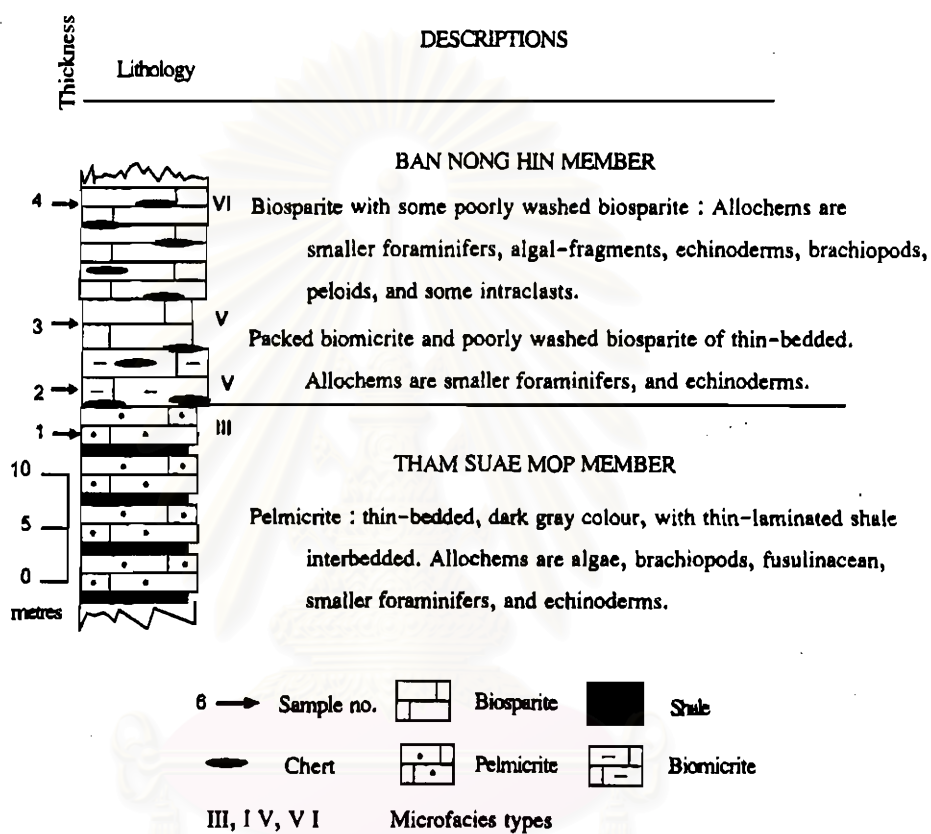 Thickness
Lithology
DESCRIPTIONS
BAN NONG HIN MEMBER
4
VI
Biosparite with some poorly washed biosparite : Allochems are
smaller foraminifers, algal-fragments, echinoderms, brachiopods,
peloids, and some intraclasts.
3
V
Packed biomicrite and poorly washed biosparite of thin-bedded.
Allochems are smaller foraminifers, and echinoderms.
2
V
1
III
THAM SUAE MOP MEMBER
10
5
0
metres
Pelmicrite : thin-bedded, dark gray colour, with thin-laminated shale
interbedded. Allochems are algae, brachiopods, fusulinacean,
smaller foraminifers, and echinoderms.
6 Sample no. Biosparite Shale
Chert Pelmicrite Biomicrite
III, I V, V I Microfacies types